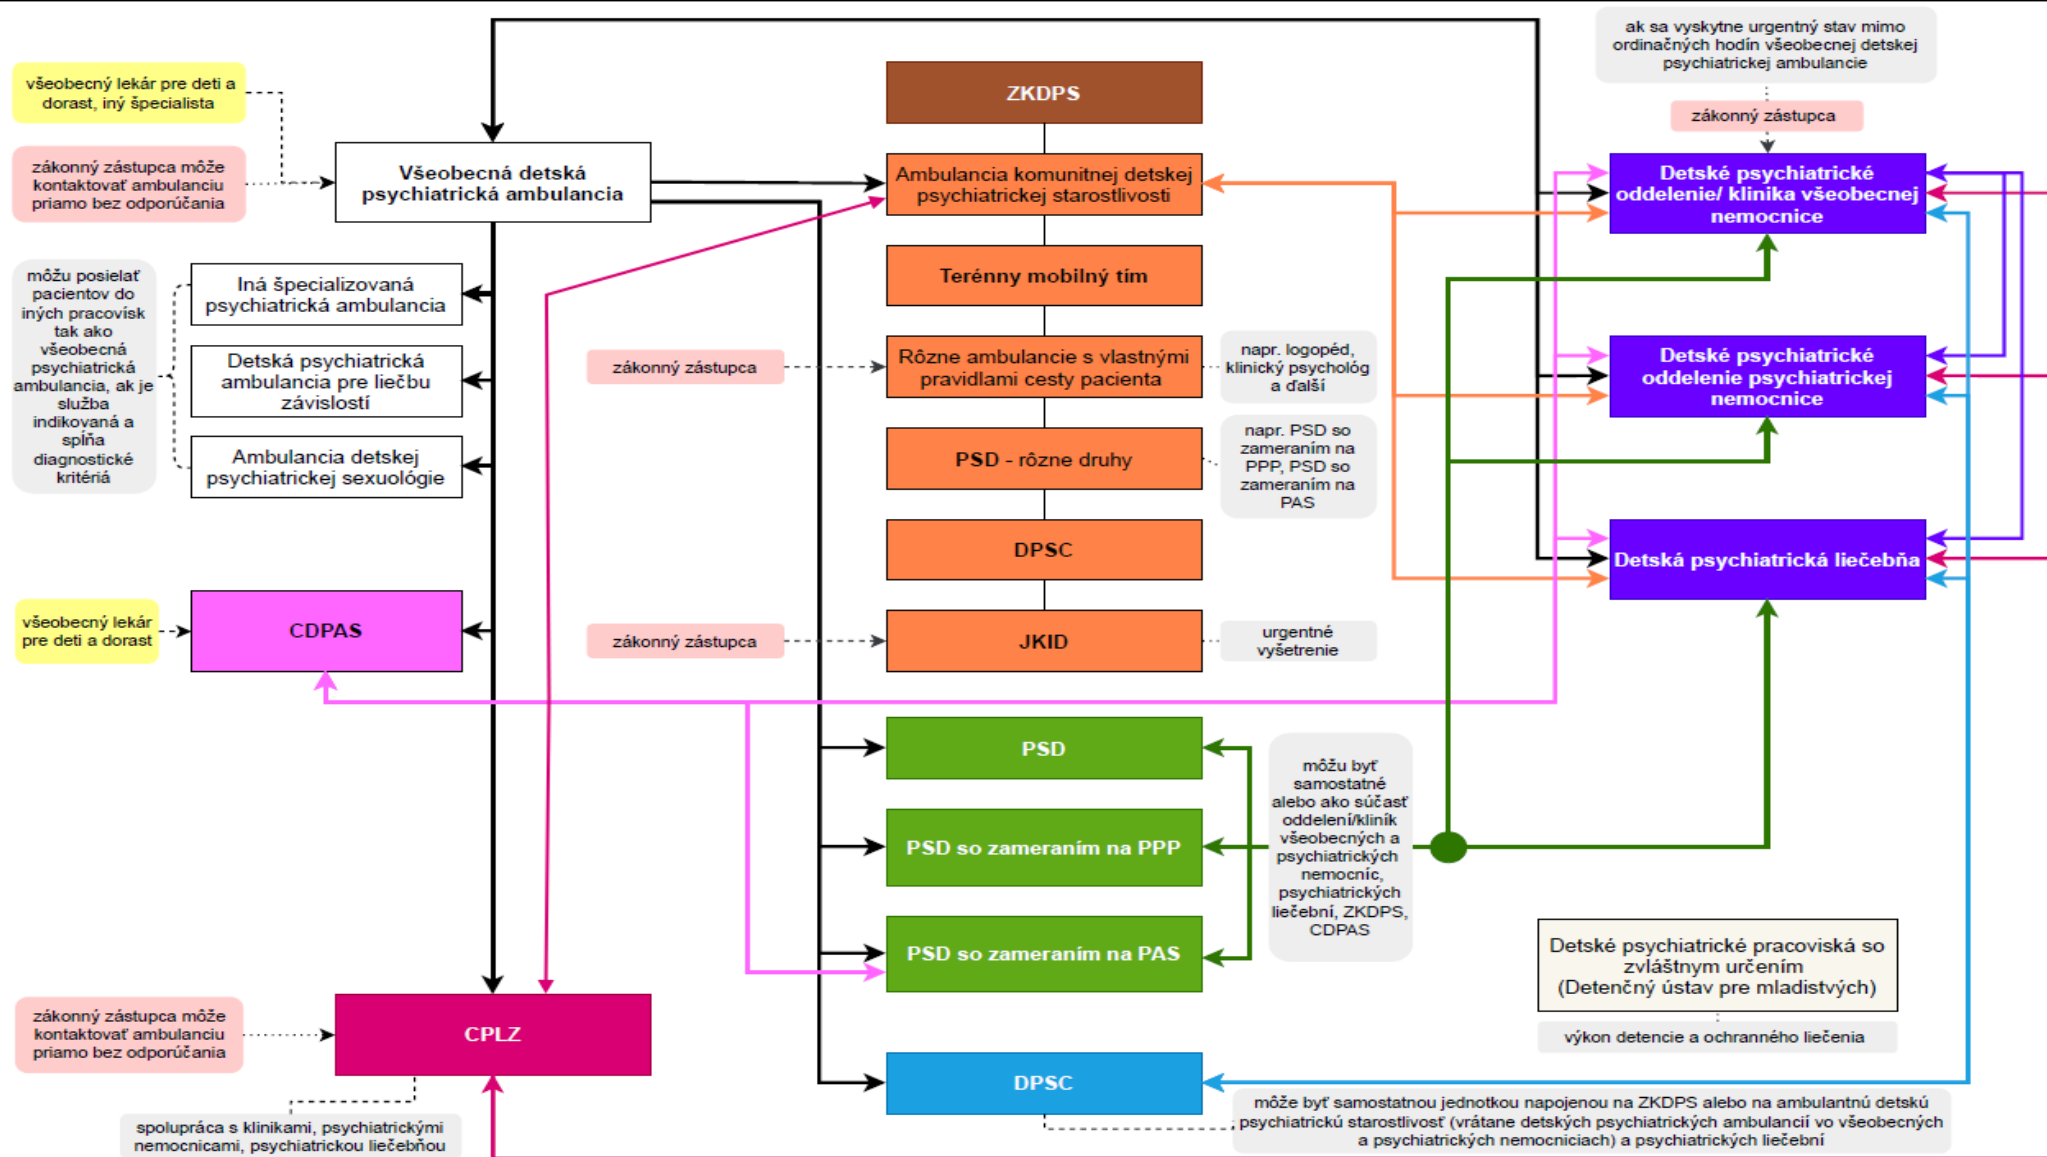 všeobecný lekár pre deti a
dorast, iný špecialista
zákonný zástupca môže
kontaktovať ambulanciu
priamo bez odporúčania
Všeobecná detská
psychiatrická ambulancia
môžu posielať
pacientov do
iných pracovísk
tak ako
všeobecná
psychiatrická
ambulancia, ak je
služba
indikovaná a
spĺňa
diagnostické
kritériá
Iná špecializovaná
psychiatrická ambulancia
Detská psychiatrická
ambulancia pre liečbu
závislostí
Ambulancia detskej
psychiatrickej sexuológie
všeobecný lekár
pre deti a dorast
CDPAS
zákonný zástupca môže
kontaktovať ambulanciu
priamo bez odporúčania
CPLZ
spolupráca s klinikami, psychiatrickými
nemocnicami, psychiatrickou liečebňou
ZKDPS
Ambulancia komunitnej detskej
psychiatrickej starostlivosti
Terénny mobilný tím
zákonný zástupca
Rôzne ambulancie s vlastnými
pravidlami cesty pacienta
napr. logopéd,
klinický psychológ
a ďalší
PSD - rôzne druhy
napr. PSD so
zameraním na
PPP, PSD so
zameraním na
PAS
DPSC
zákonný zástupca
JKID
urgentné
vyšetrenie
PSD
PSD so zameraním na PPP
PSD so zameraním na PAS
môžu byť
samostatné
alebo ako súčasť
oddelení/kliník
všeobecných a
psychiatrických
nemocníc,
psychiatrických
liečební, ZKDPS,
CDPAS
DPSC
môže byť samostatnou jednotkou napojenou na ZKDPS alebo na ambulantnú detskú
psychiatrickú starostlivosť (vrátane detských psychiatrických ambulancií vo všeobecných
a psychiatrických nemocniciach) a psychiatrických liečební
ak sa vyskytne urgentný stav mimo
ordinačných hodín všeobecnej detskej
psychiatrickej ambulancie
zákonný zástupca
Detské psychiatrické
oddelenie/ klinika všeobecnej
nemocnice
Detské psychiatrické
oddelenie psychiatrickej
nemocnice
Detská psychiatrická liečebňa
Detské psychiatrické pracoviská so
zvláštnym určením
(Detenčný ústav pre mladistvých)
výkon detencie a ochranného liečenia